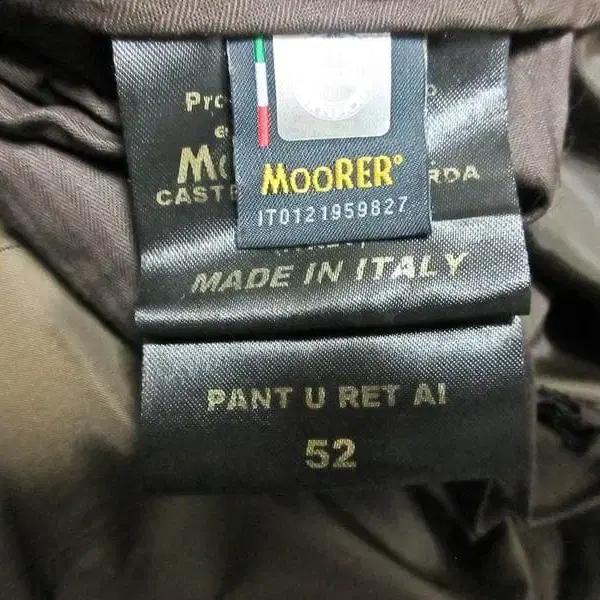 MOORER®
IT0121959827
MADE IN ITALY
PANT U RET AI
52